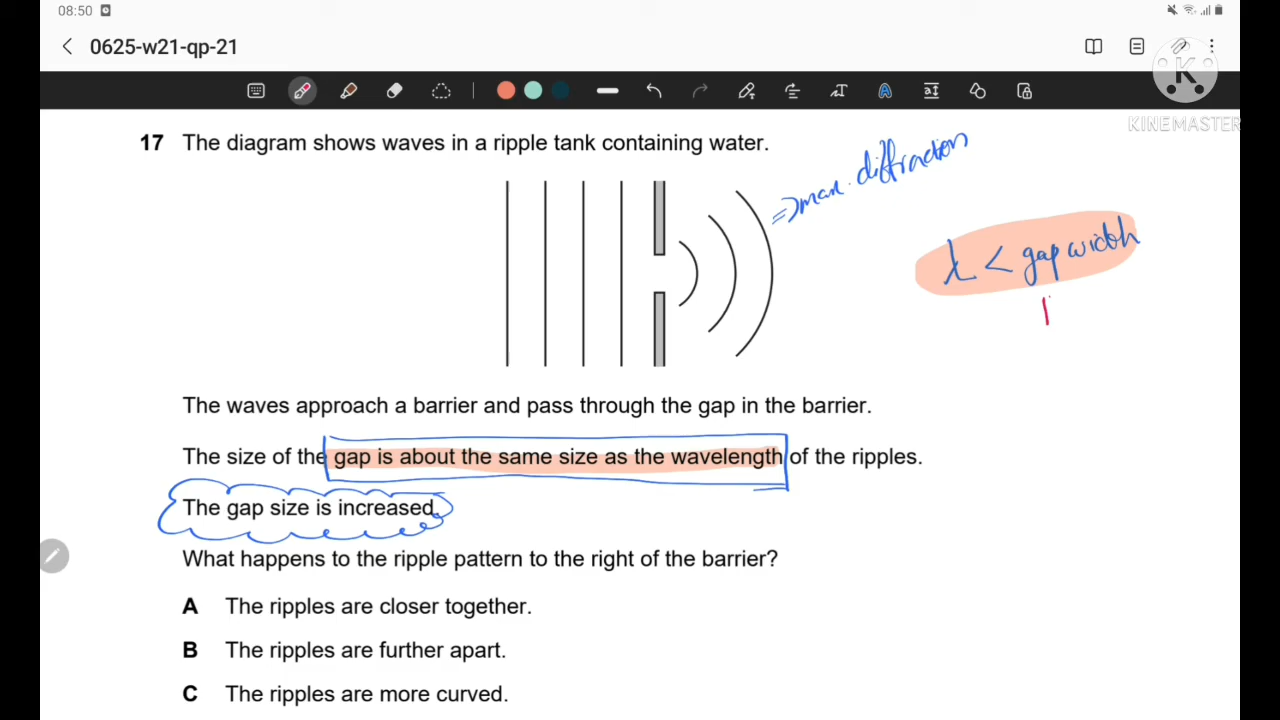 08:50
0625-w21-qp-21
K
KINEMASTER
17 The diagram shows waves in a ripple tank containing water.
=> max. diffraction
λ < gap width
The waves approach a barrier and pass through the gap in the barrier.
The size of the gap is about the same size as the wavelength of the ripples.
The gap size is increased.
What happens to the ripple pattern to the right of the barrier?
A The ripples are closer together.
B The ripples are further apart.
C The ripples are more curved.